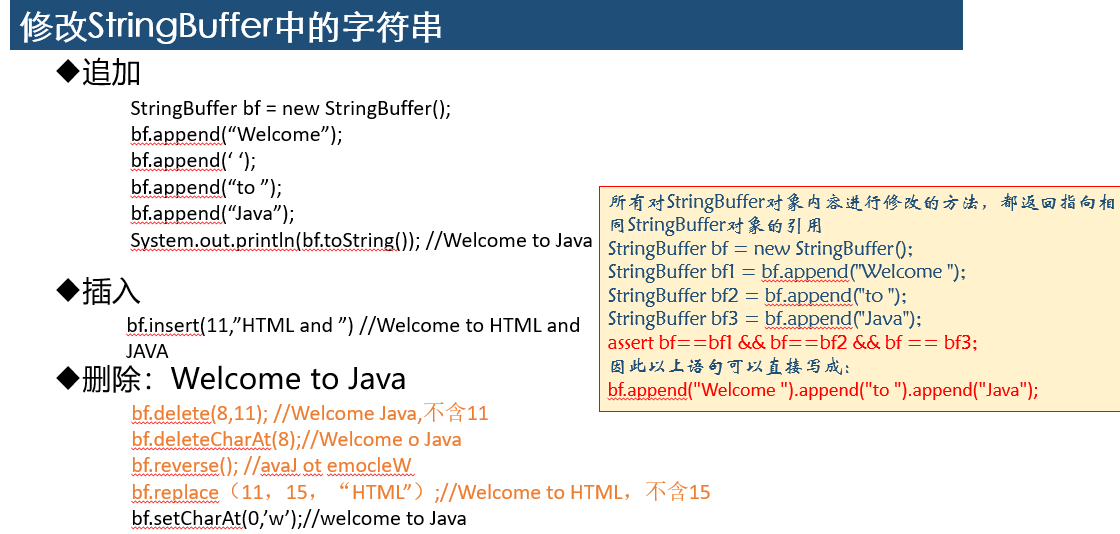 修改StringBuffer中的字符串
◆追加
StringBuffer bf = new StringBuffer();
bf.append(“Welcome”);
bf.append(‘ ‘);
bf.append(“to ”);
bf.append(“Java”);
System.out.println(bf.toString()); //Welcome to Java
◆插入
bf.insert(11,”HTML and ”) //Welcome to HTML and
JAVA
◆删除：Welcome to Java
bf.delete(8,11); //Welcome Java,不含11
bf.deleteCharAt(8);//Welcome o Java
bf.reverse(); //avaJ ot emocleW
bf.replace（11，15，“HTML”）;//Welcome to HTML，不含15
bf.setCharAt(0,’w’);//welcome to Java
所有对StringBuffer对象内容进行修改的方法，都返回指向相
同StringBuffer对象的引用
StringBuffer bf = new StringBuffer();
StringBuffer bf1 = bf.append("Welcome ");
StringBuffer bf2 = bf.append("to ");
StringBuffer bf3 = bf.append("Java");
assert bf==bf1 && bf==bf2 && bf == bf3;
因此以上语句可以直接写成：
bf.append("Welcome ").append("to ").append("Java");